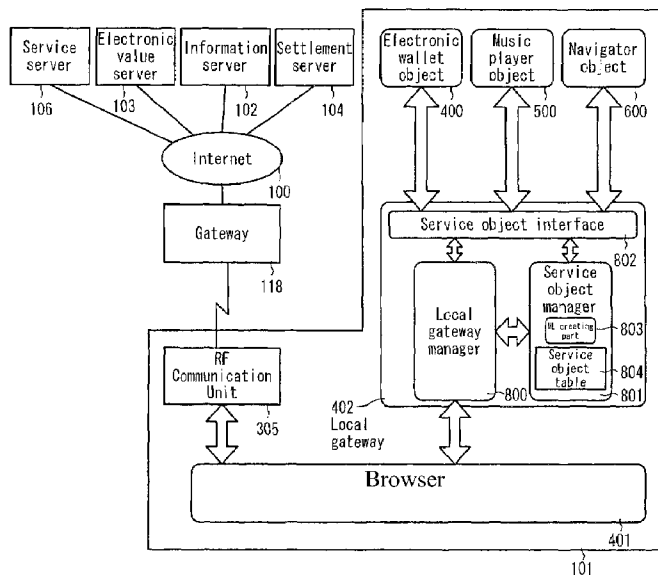 Service
server
106
Electronic
value server
103
Information
server
102
Settlement
server
104
Internet
100
Gateway
118
RF
Communication
Unit
305
Electronic
wallet object
400
Music
player
object
500
Navigator
object
600
Service object interface
802
Local
gateway
manager
800
Service
object
manager
ML creating
part
803
Service
object
table
804
801
402
Local
gateway
Browser
401
101